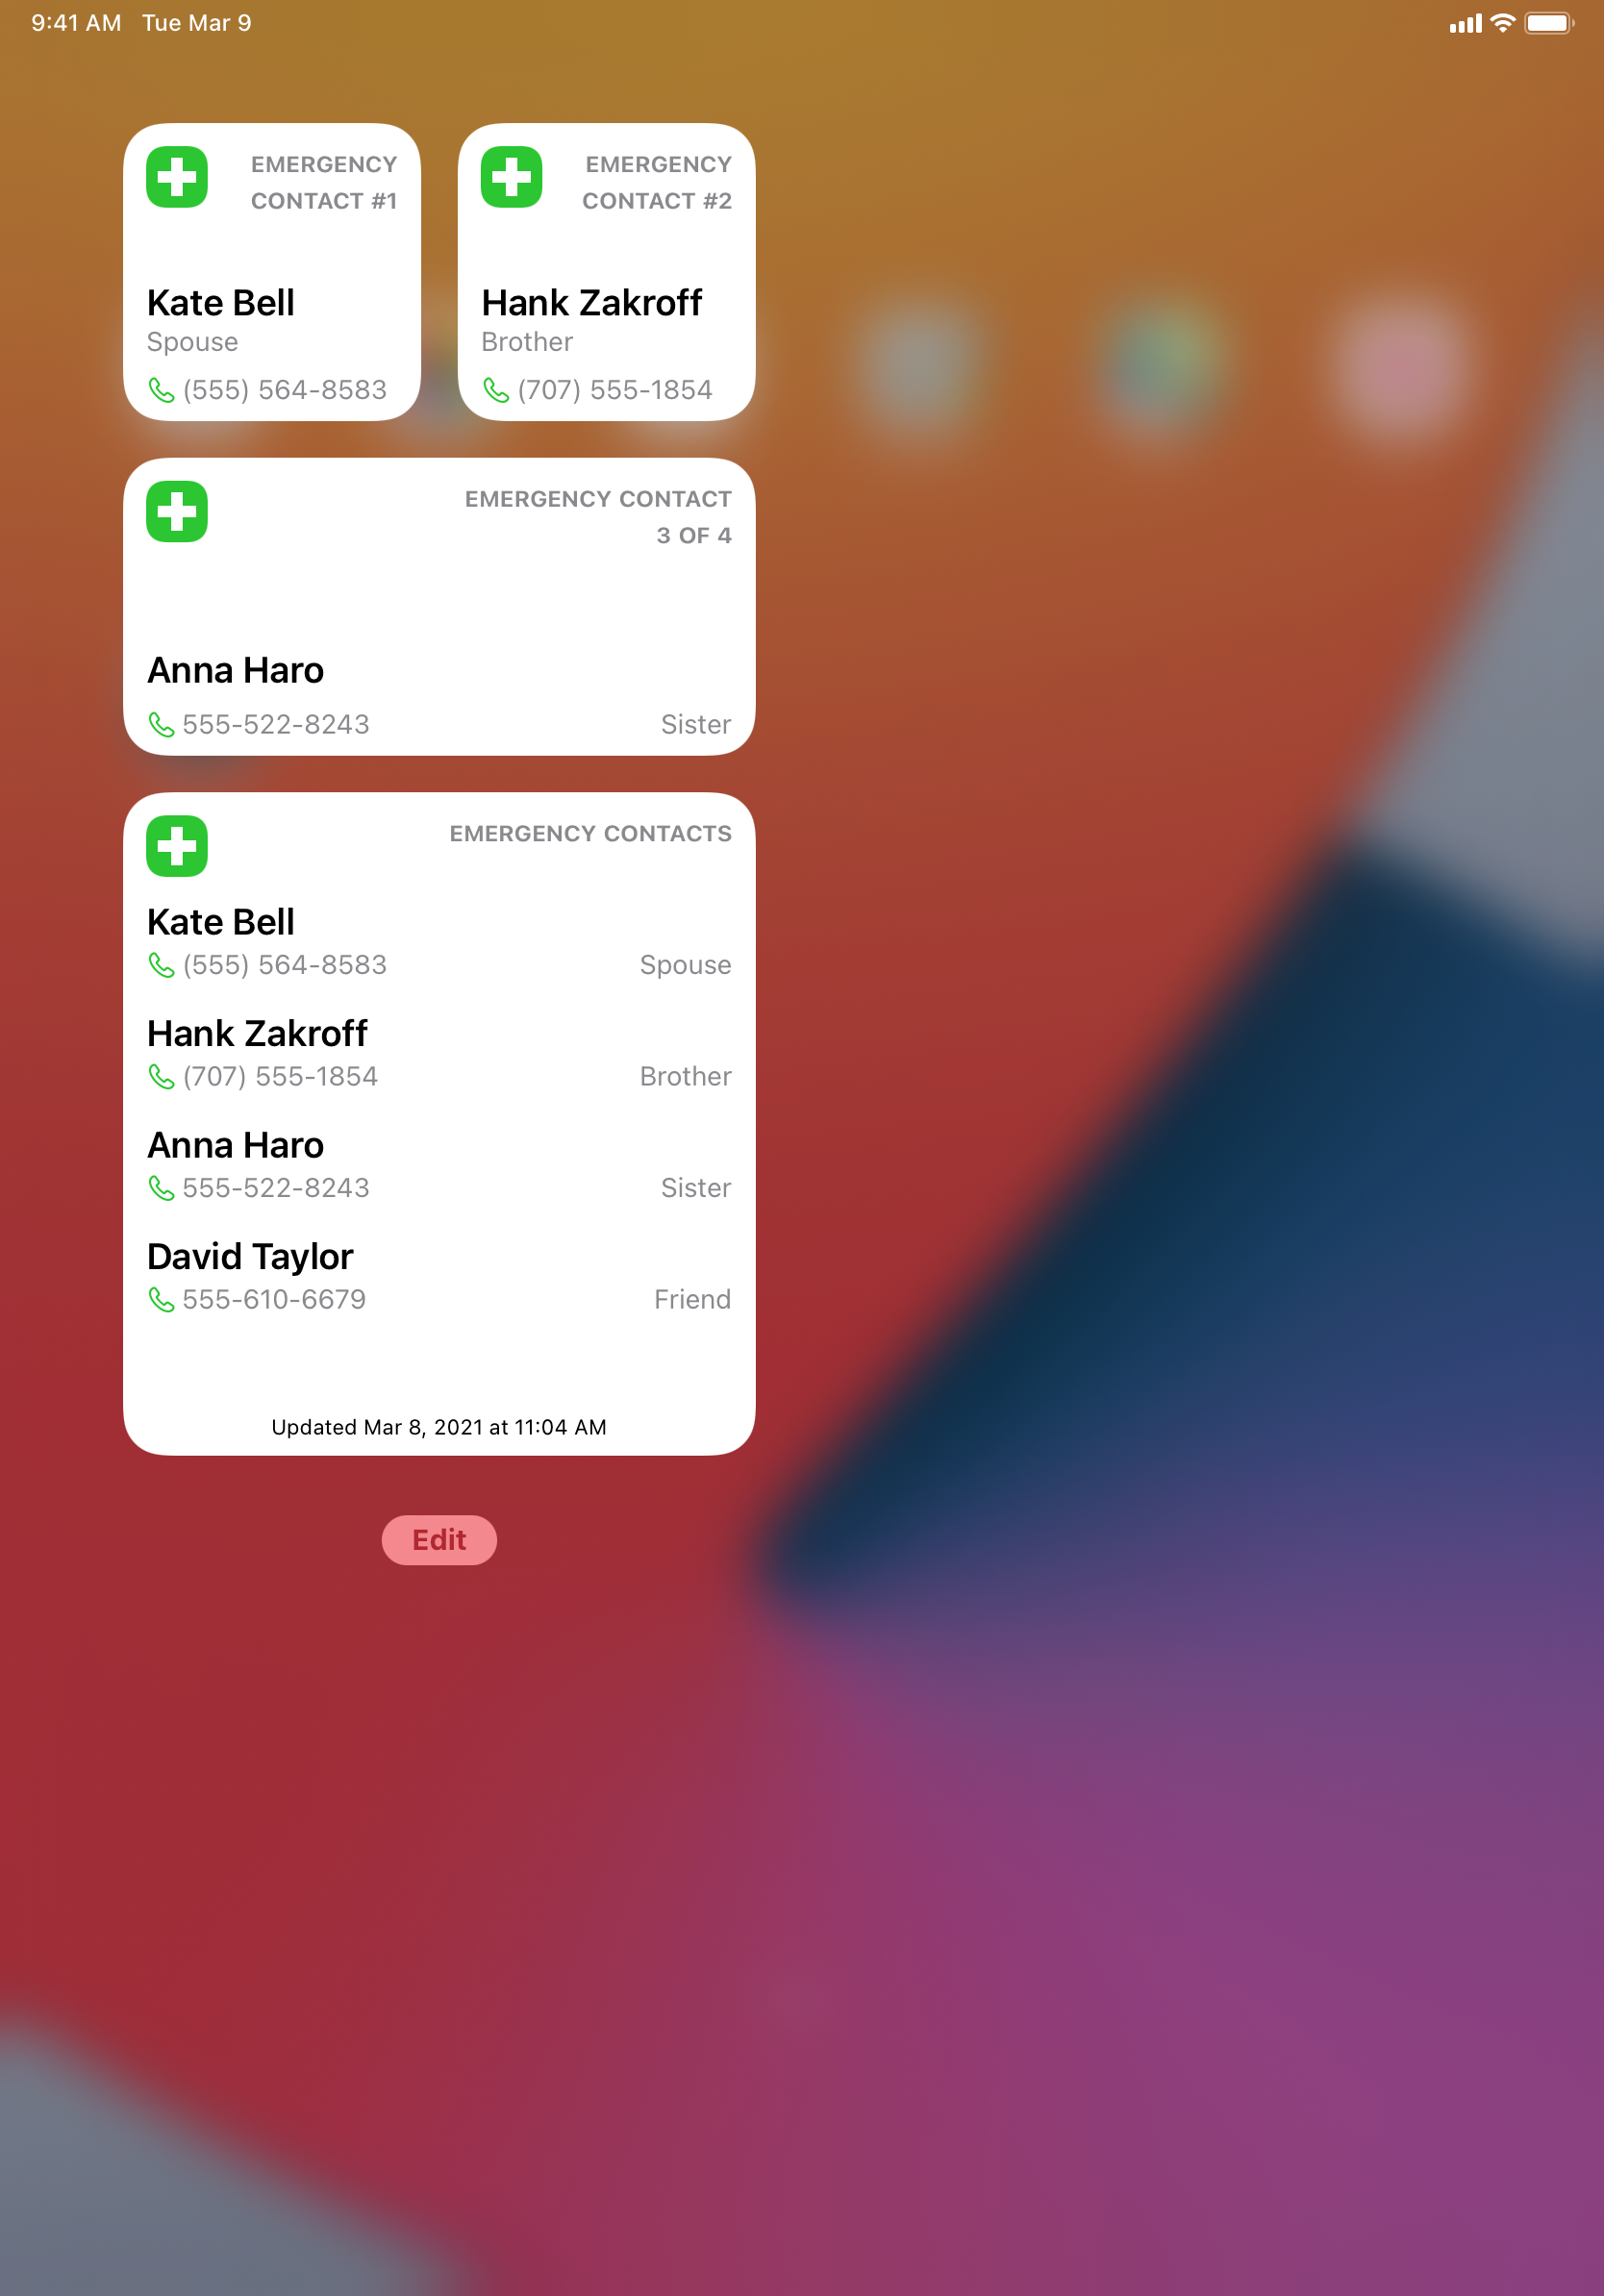 9:41 AM Tue Mar 9
EMERGENCY
CONTACT #1
Kate Bell
Spouse
(555) 564-8583
EMERGENCY
CONTACT #2
Hank Zakroff
Brother
(707) 555-1854
EMERGENCY CONTACT
3 OF 4
Anna Haro
555-522-8243 Sister
EMERGENCY CONTACTS
Kate Bell
(555) 564-8583 Spouse
Hank Zakroff
(707) 555-1854 Brother
Anna Haro
555-522-8243 Sister
David Taylor
555-610-6679 Friend
Updated Mar 8, 2021 at 11:04 AM
Edit